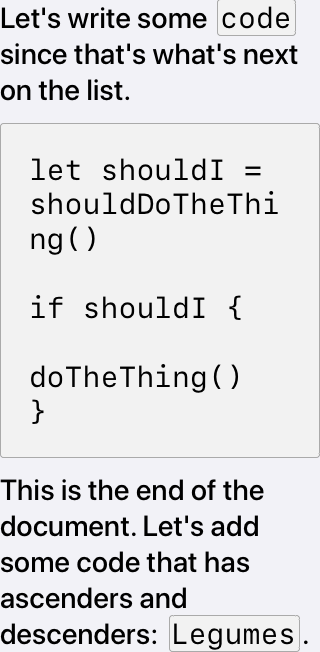 Let's write some code
since that's what's next
on the list.
let shouldI =
shouldDoTheThi
ng()
if shouldI {
doTheThing()
}
This is the end of the
document. Let's add
some code that has
ascenders and
descenders: Legumes.